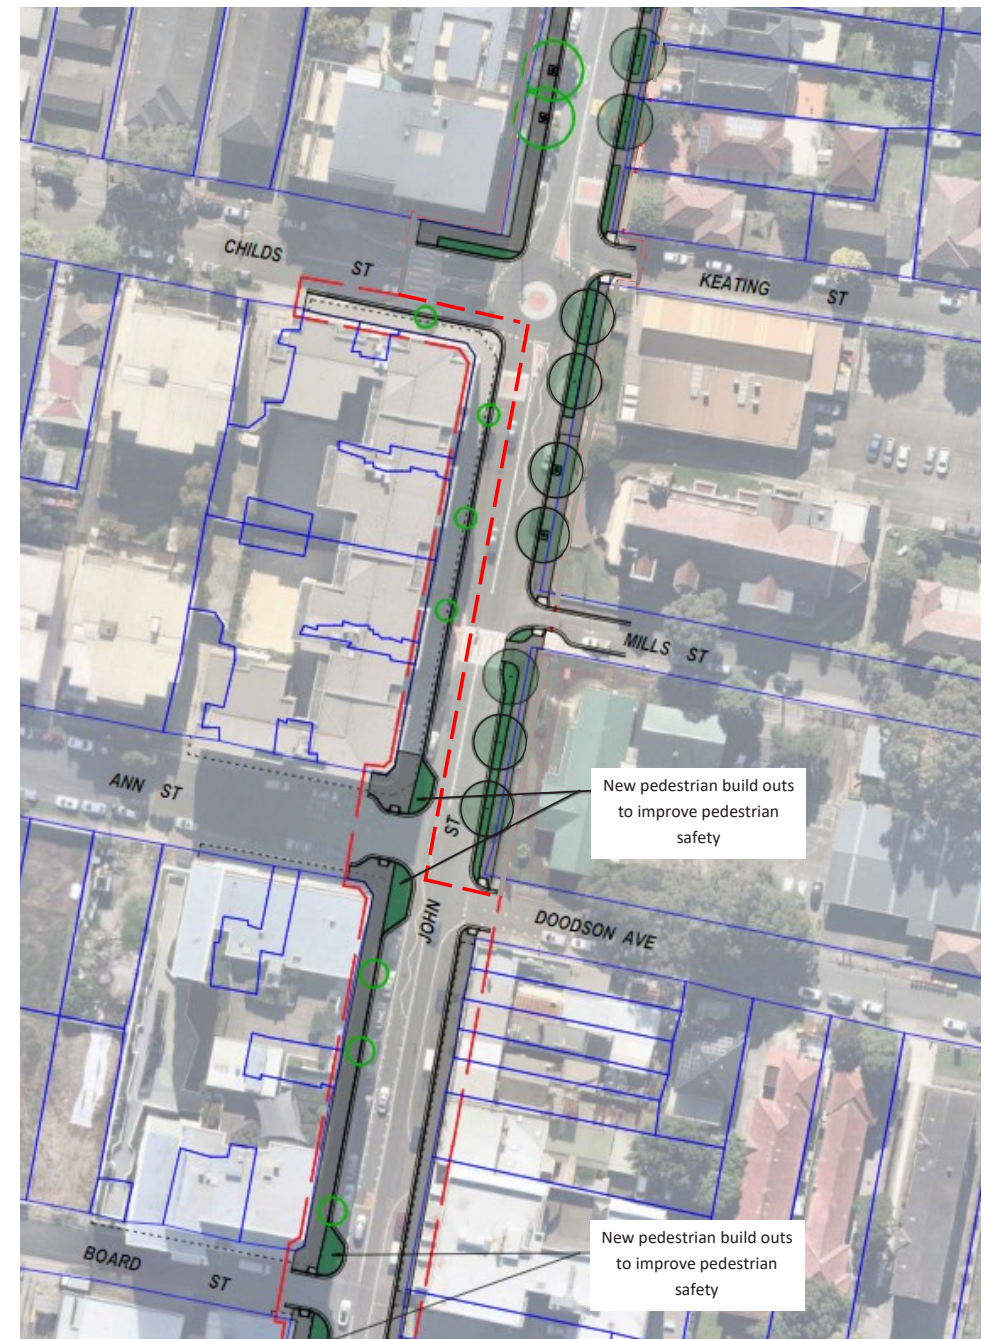 CHILDS ST
KEATING ST
MILLS ST
ANN ST
New pedestrian build outs
to improve pedestrian
safety
JOHN ST
DOODSON AVE
BOARD ST
New pedestrian build outs
to improve pedestrian
safety